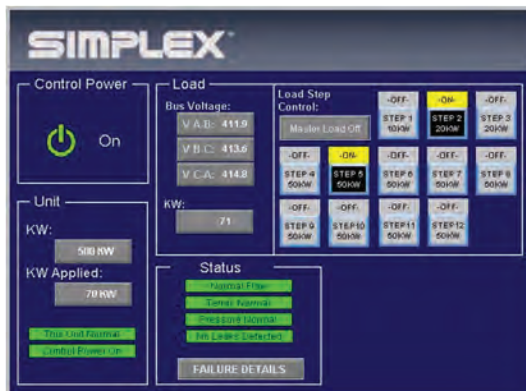 SIMPLEX
Control Power
On
Load
Bus Voltage:
V A B: 411.9
V B C: 413.6
V C A: 414.8
KW:
71
Load Step
Control:
Master Load Off
-OFF-
STEP 1
10KW
-ON-
STEP 2
20KW
-OFF-
STEP 3
20KW
-OFF-
STEP 4
50KW
-ON-
STEP 5
50KW
-OFF-
STEP 6
50KW
-OFF-
STEP 7
50KW
-OFF-
STEP 8
50KW
-OFF-
STEP 9
50KW
-OFF-
STEP10
50KW
-OFF-
STEP11
50KW
-OFF-
STEP12
50KW
Unit
KW:
500 KW
KW Applied:
70 KW
This Unit Normal
Control Power On
Status
Normal Flow
Temp Normal
Pressure Normal
No Leaks Detected
FAILURE DETAILS